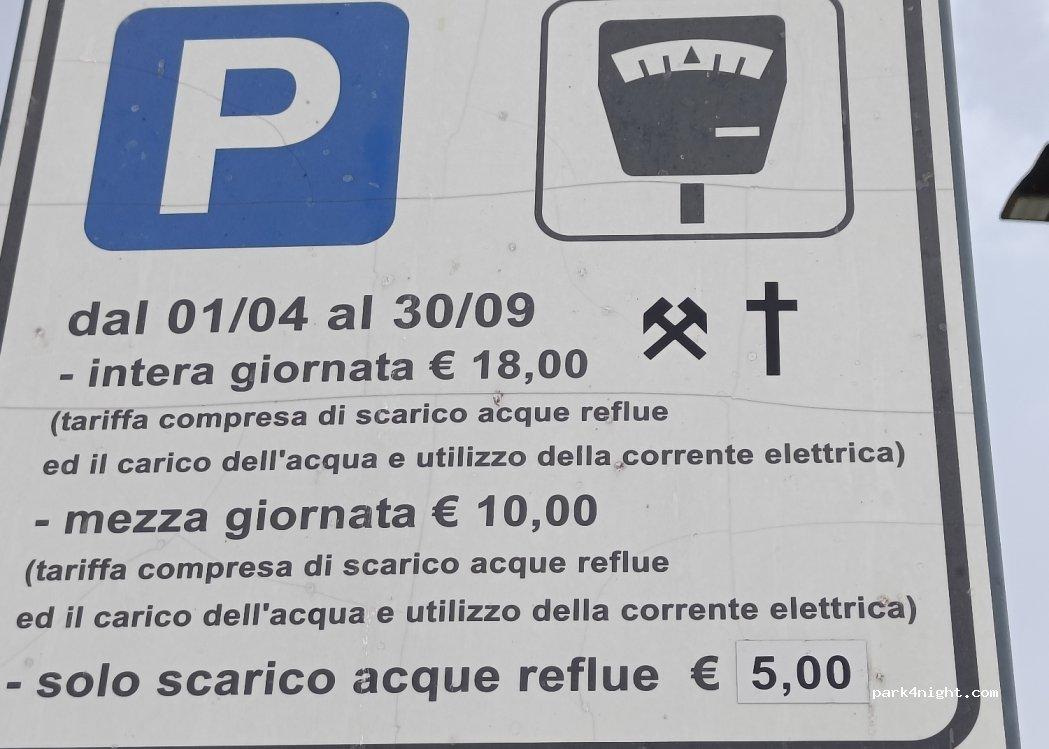 P
dal 01/04 al 30/09
- intera giornata € 18,00
(tariffa compresa di scarico acque reflue
ed il carico dell'acqua e utilizzo della corrente elettrica)
- mezza giornata € 10,00
(tariffa compresa di scarico acque reflue
ed il carico dell'acqua e utilizzo della corrente elettrica)
- solo scarico acque reflue € 5,00
park4night.com